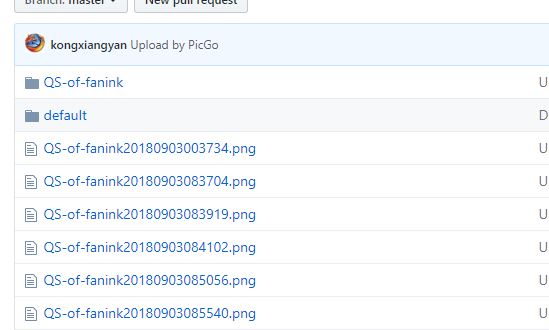 Branch: master New pull request
kongxiangyan Upload by PicGo
QS-of-fanink U
default D
QS-of-fanink20180903003734.png U
QS-of-fanink20180903083704.png U
QS-of-fanink20180903083919.png U
QS-of-fanink20180903084102.png U
QS-of-fanink20180903085056.png U
QS-of-fanink20180903085540.png U